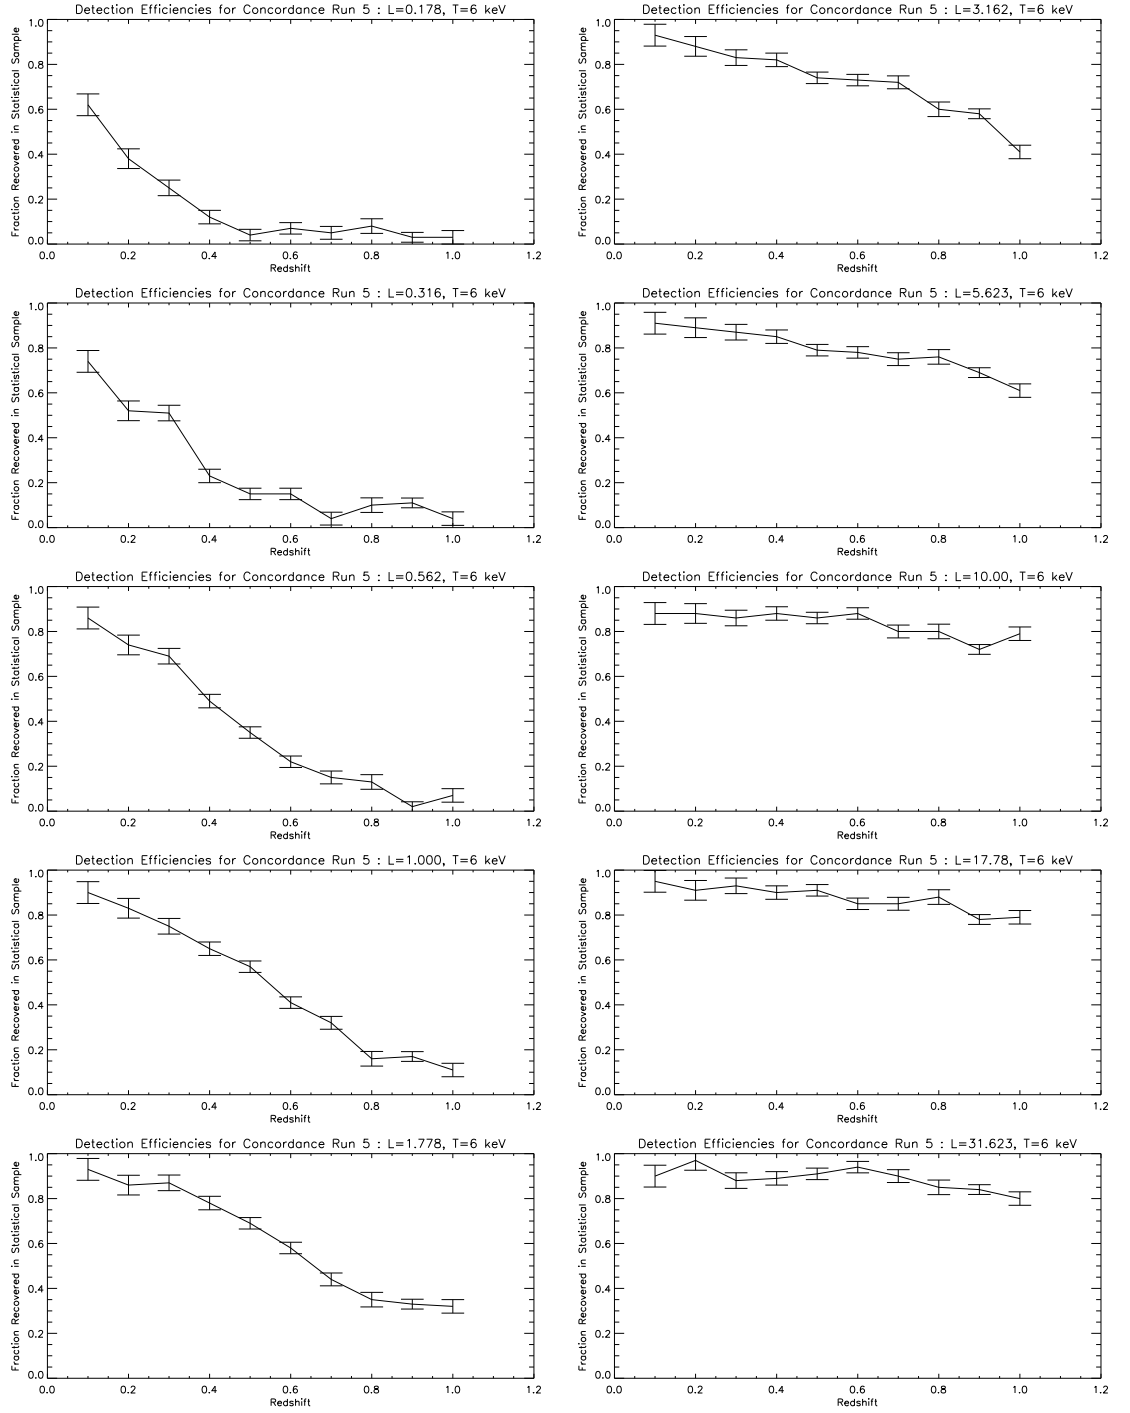 Detection Efficiencies for Concordance Run 5 : L=0.178, T=6 keV
Fraction Recovered in Statistical Sample
1.0
0.8
0.6
0.4
0.2
0.0
0.0 0.2 0.4 0.6 0.8 1.0 1.2
Redshift
Detection Efficiencies for Concordance Run 5 : L=3.162, T=6 keV
Fraction Recovered in Statistical Sample
1.0
0.8
0.6
0.4
0.2
0.0
0.0 0.2 0.4 0.6 0.8 1.0 1.2
Redshift
Detection Efficiencies for Concordance Run 5 : L=0.316, T=6 keV
Fraction Recovered in Statistical Sample
1.0
0.8
0.6
0.4
0.2
0.0
0.0 0.2 0.4 0.6 0.8 1.0 1.2
Redshift
Detection Efficiencies for Concordance Run 5 : L=5.623, T=6 keV
Fraction Recovered in Statistical Sample
1.0
0.8
0.6
0.4
0.2
0.0
0.0 0.2 0.4 0.6 0.8 1.0 1.2
Redshift
Detection Efficiencies for Concordance Run 5 : L=0.562, T=6 keV
Fraction Recovered in Statistical Sample
1.0
0.8
0.6
0.4
0.2
0.0
0.0 0.2 0.4 0.6 0.8 1.0 1.2
Redshift
Detection Efficiencies for Concordance Run 5 : L=10.00, T=6 keV
Fraction Recovered in Statistical Sample
1.0
0.8
0.6
0.4
0.2
0.0
0.0 0.2 0.4 0.6 0.8 1.0 1.2
Redshift
Detection Efficiencies for Concordance Run 5 : L=1.000, T=6 keV
Fraction Recovered in Statistical Sample
1.0
0.8
0.6
0.4
0.2
0.0
0.0 0.2 0.4 0.6 0.8 1.0 1.2
Redshift
Detection Efficiencies for Concordance Run 5 : L=17.78, T=6 keV
Fraction Recovered in Statistical Sample
1.0
0.8
0.6
0.4
0.2
0.0
0.0 0.2 0.4 0.6 0.8 1.0 1.2
Redshift
Detection Efficiencies for Concordance Run 5 : L=1.778, T=6 keV
Fraction Recovered in Statistical Sample
1.0
0.8
0.6
0.4
0.2
0.0
0.0 0.2 0.4 0.6 0.8 1.0 1.2
Redshift
Detection Efficiencies for Concordance Run 5 : L=31.623, T=6 keV
Fraction Recovered in Statistical Sample
1.0
0.8
0.6
0.4
0.2
0.0
0.0 0.2 0.4 0.6 0.8 1.0 1.2
Redshift